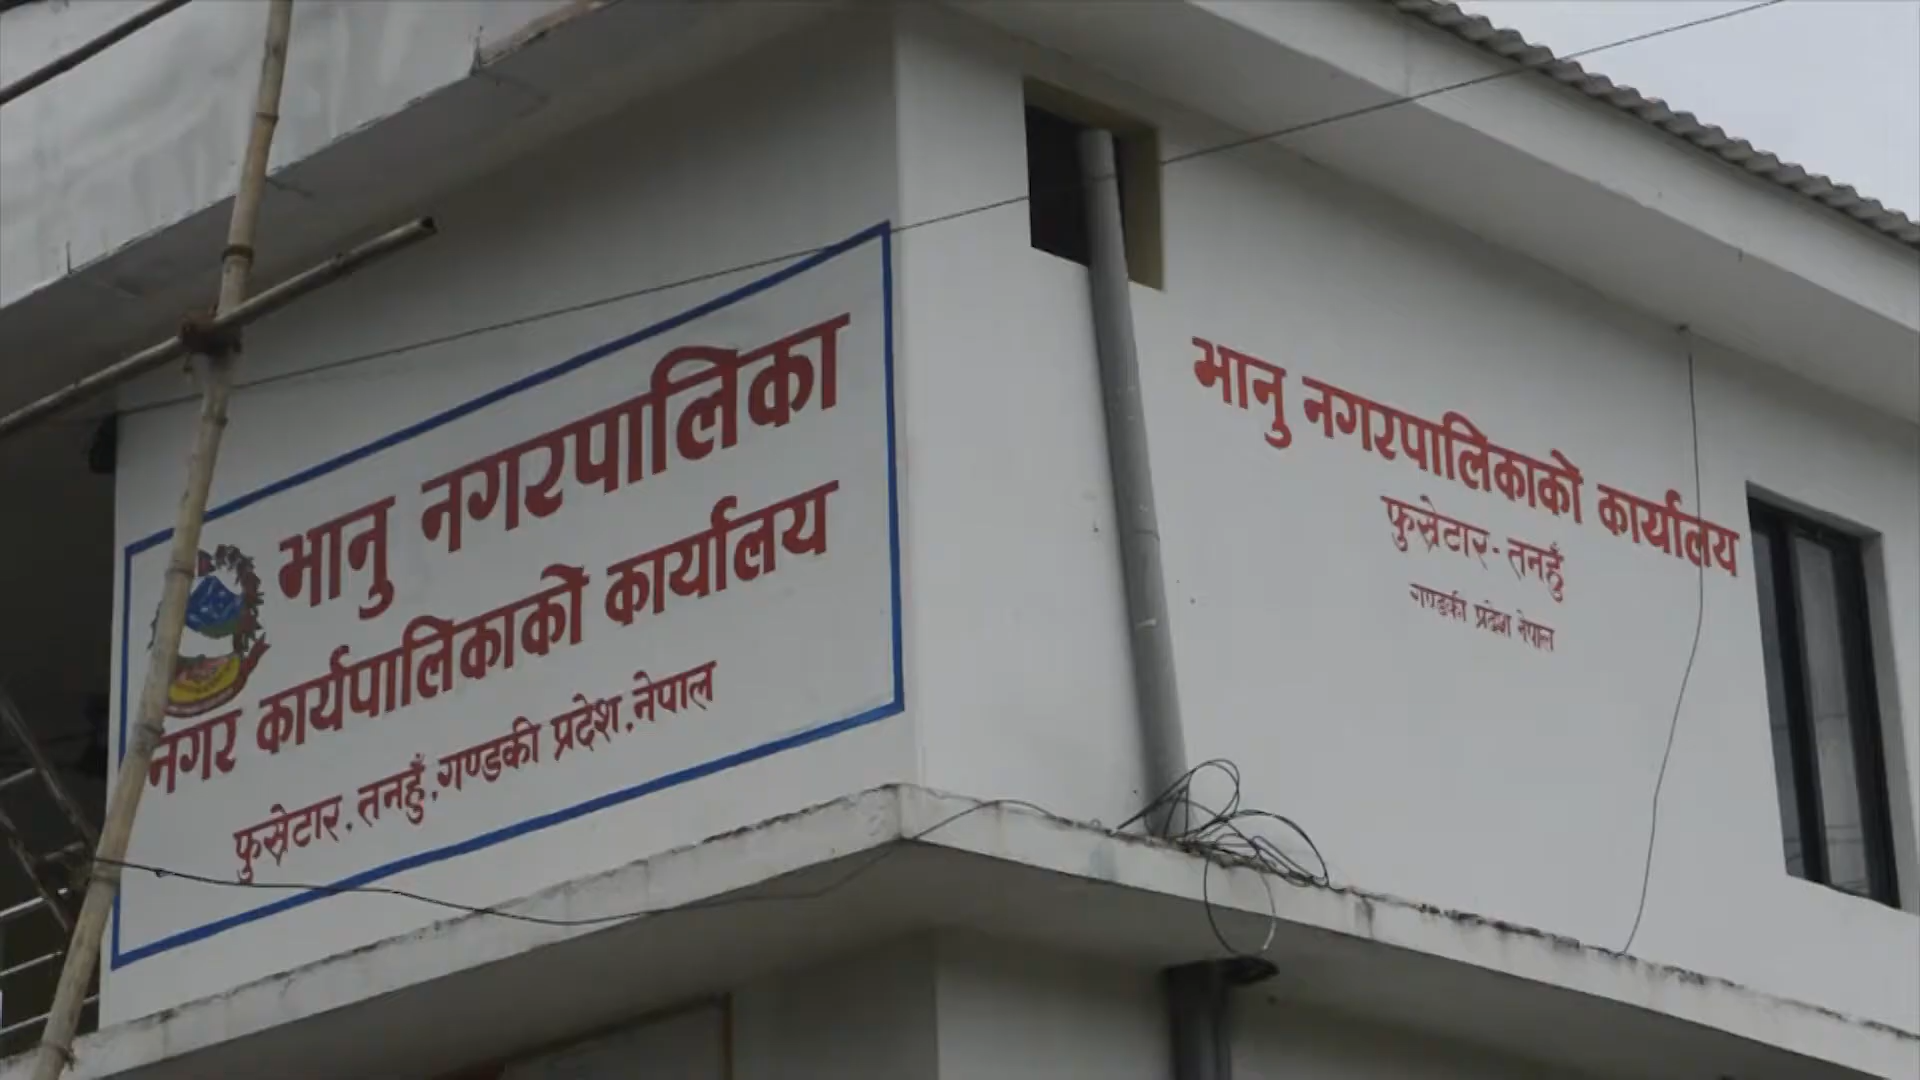 भानु नगरपालिका
नगर कार्यपालिकाको कार्यालय
फुस्रेटार. तनहुँ.गण्डकी प्रदेश.नेपाल
भानु नगरपालिकाको कार्यालय
फुस्रेटार- तनहुँ
गण्डकी प्रदेश नेपाल